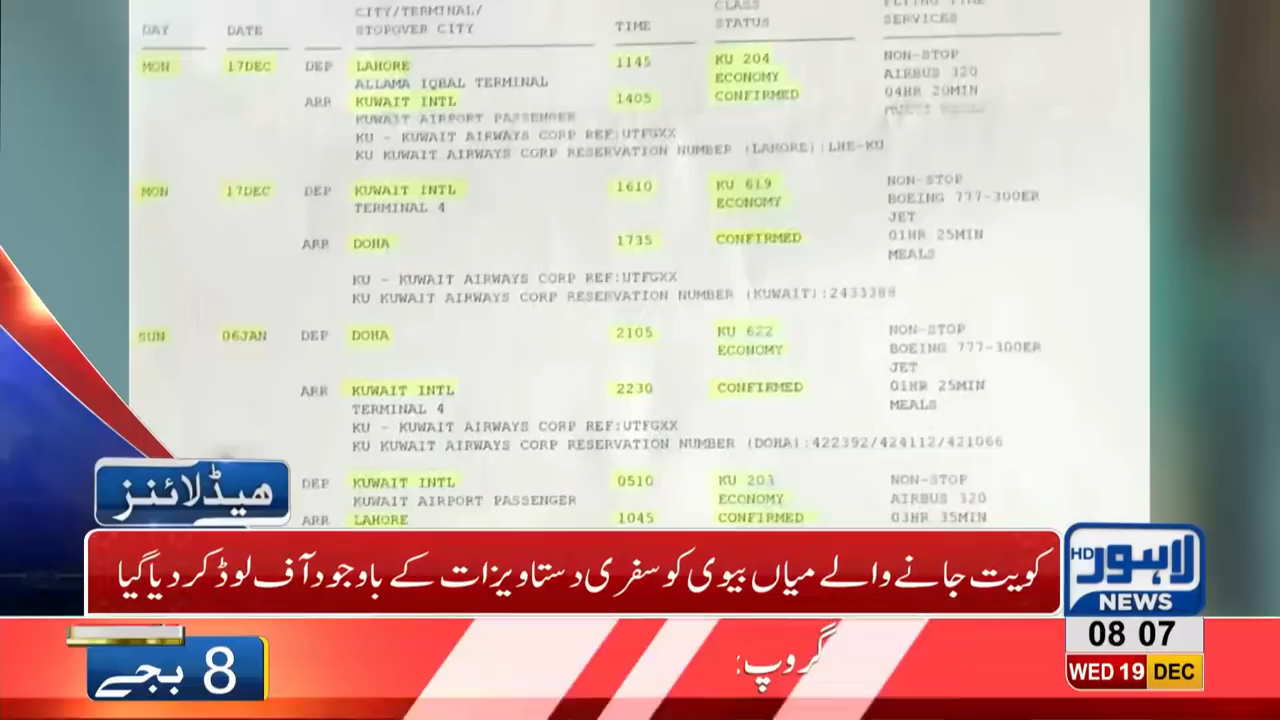 CITY/TERMINAL/ CLASS
DAY DATE STOPOVER CITY TIME STATUS SERVICES
MON 17DEC DEP LAHORE 1145 KU 204 NON-STOP
ALLAMA IQBAL TERMINAL ECONOMY AIRBUS 320
ARR KUWAIT INTL 1405 CONFIRMED 04HR 20MIN
KUWAIT AIRPORT PASSENGER
KU - KUWAIT AIRWAYS CORP REF:UTFGXX
KU KUWAIT AIRWAYS CORP RESERVATION NUMBER (LAHORE):LHE-KU
MON 17DEC DEP KUWAIT INTL 1610 KU 619 NON-STOP
TERMINAL 4 ECONOMY BOEING 777-300ER
JET
ARR DOHA 1735 CONFIRMED 01HR 25MIN
MEALS
KU - KUWAIT AIRWAYS CORP REF:UTFGXX
KU KUWAIT AIRWAYS CORP RESERVATION NUMBER (KUWAIT):2433388
SUN 06JAN DEP DOHA 2105 KU 622 NON-STOP
ECONOMY BOEING 777-300ER
JET
ARR KUWAIT INTL 2230 CONFIRMED 01HR 25MIN
TERMINAL 4 MEALS
KU - KUWAIT AIRWAYS CORP REF:UTFGXX
KU KUWAIT AIRWAYS CORP RESERVATION NUMBER (DOHA):422392/424112/421066
DEP KUWAIT INTL 0510 KU 203 NON-STOP
KUWAIT AIRPORT PASSENGER ECONOMY AIRBUS 320
ARR LAHORE 1045 CONFIRMED 03HR 35MIN
ھیڈلائنز
کویت جانے والے میاں بیوی کو سفری دستاویزات کے باوجود آف لوڈ کر دیا گیا
لاہور HD
NEWS
08 07
WED 19 DEC
8 بجے
گروپ: